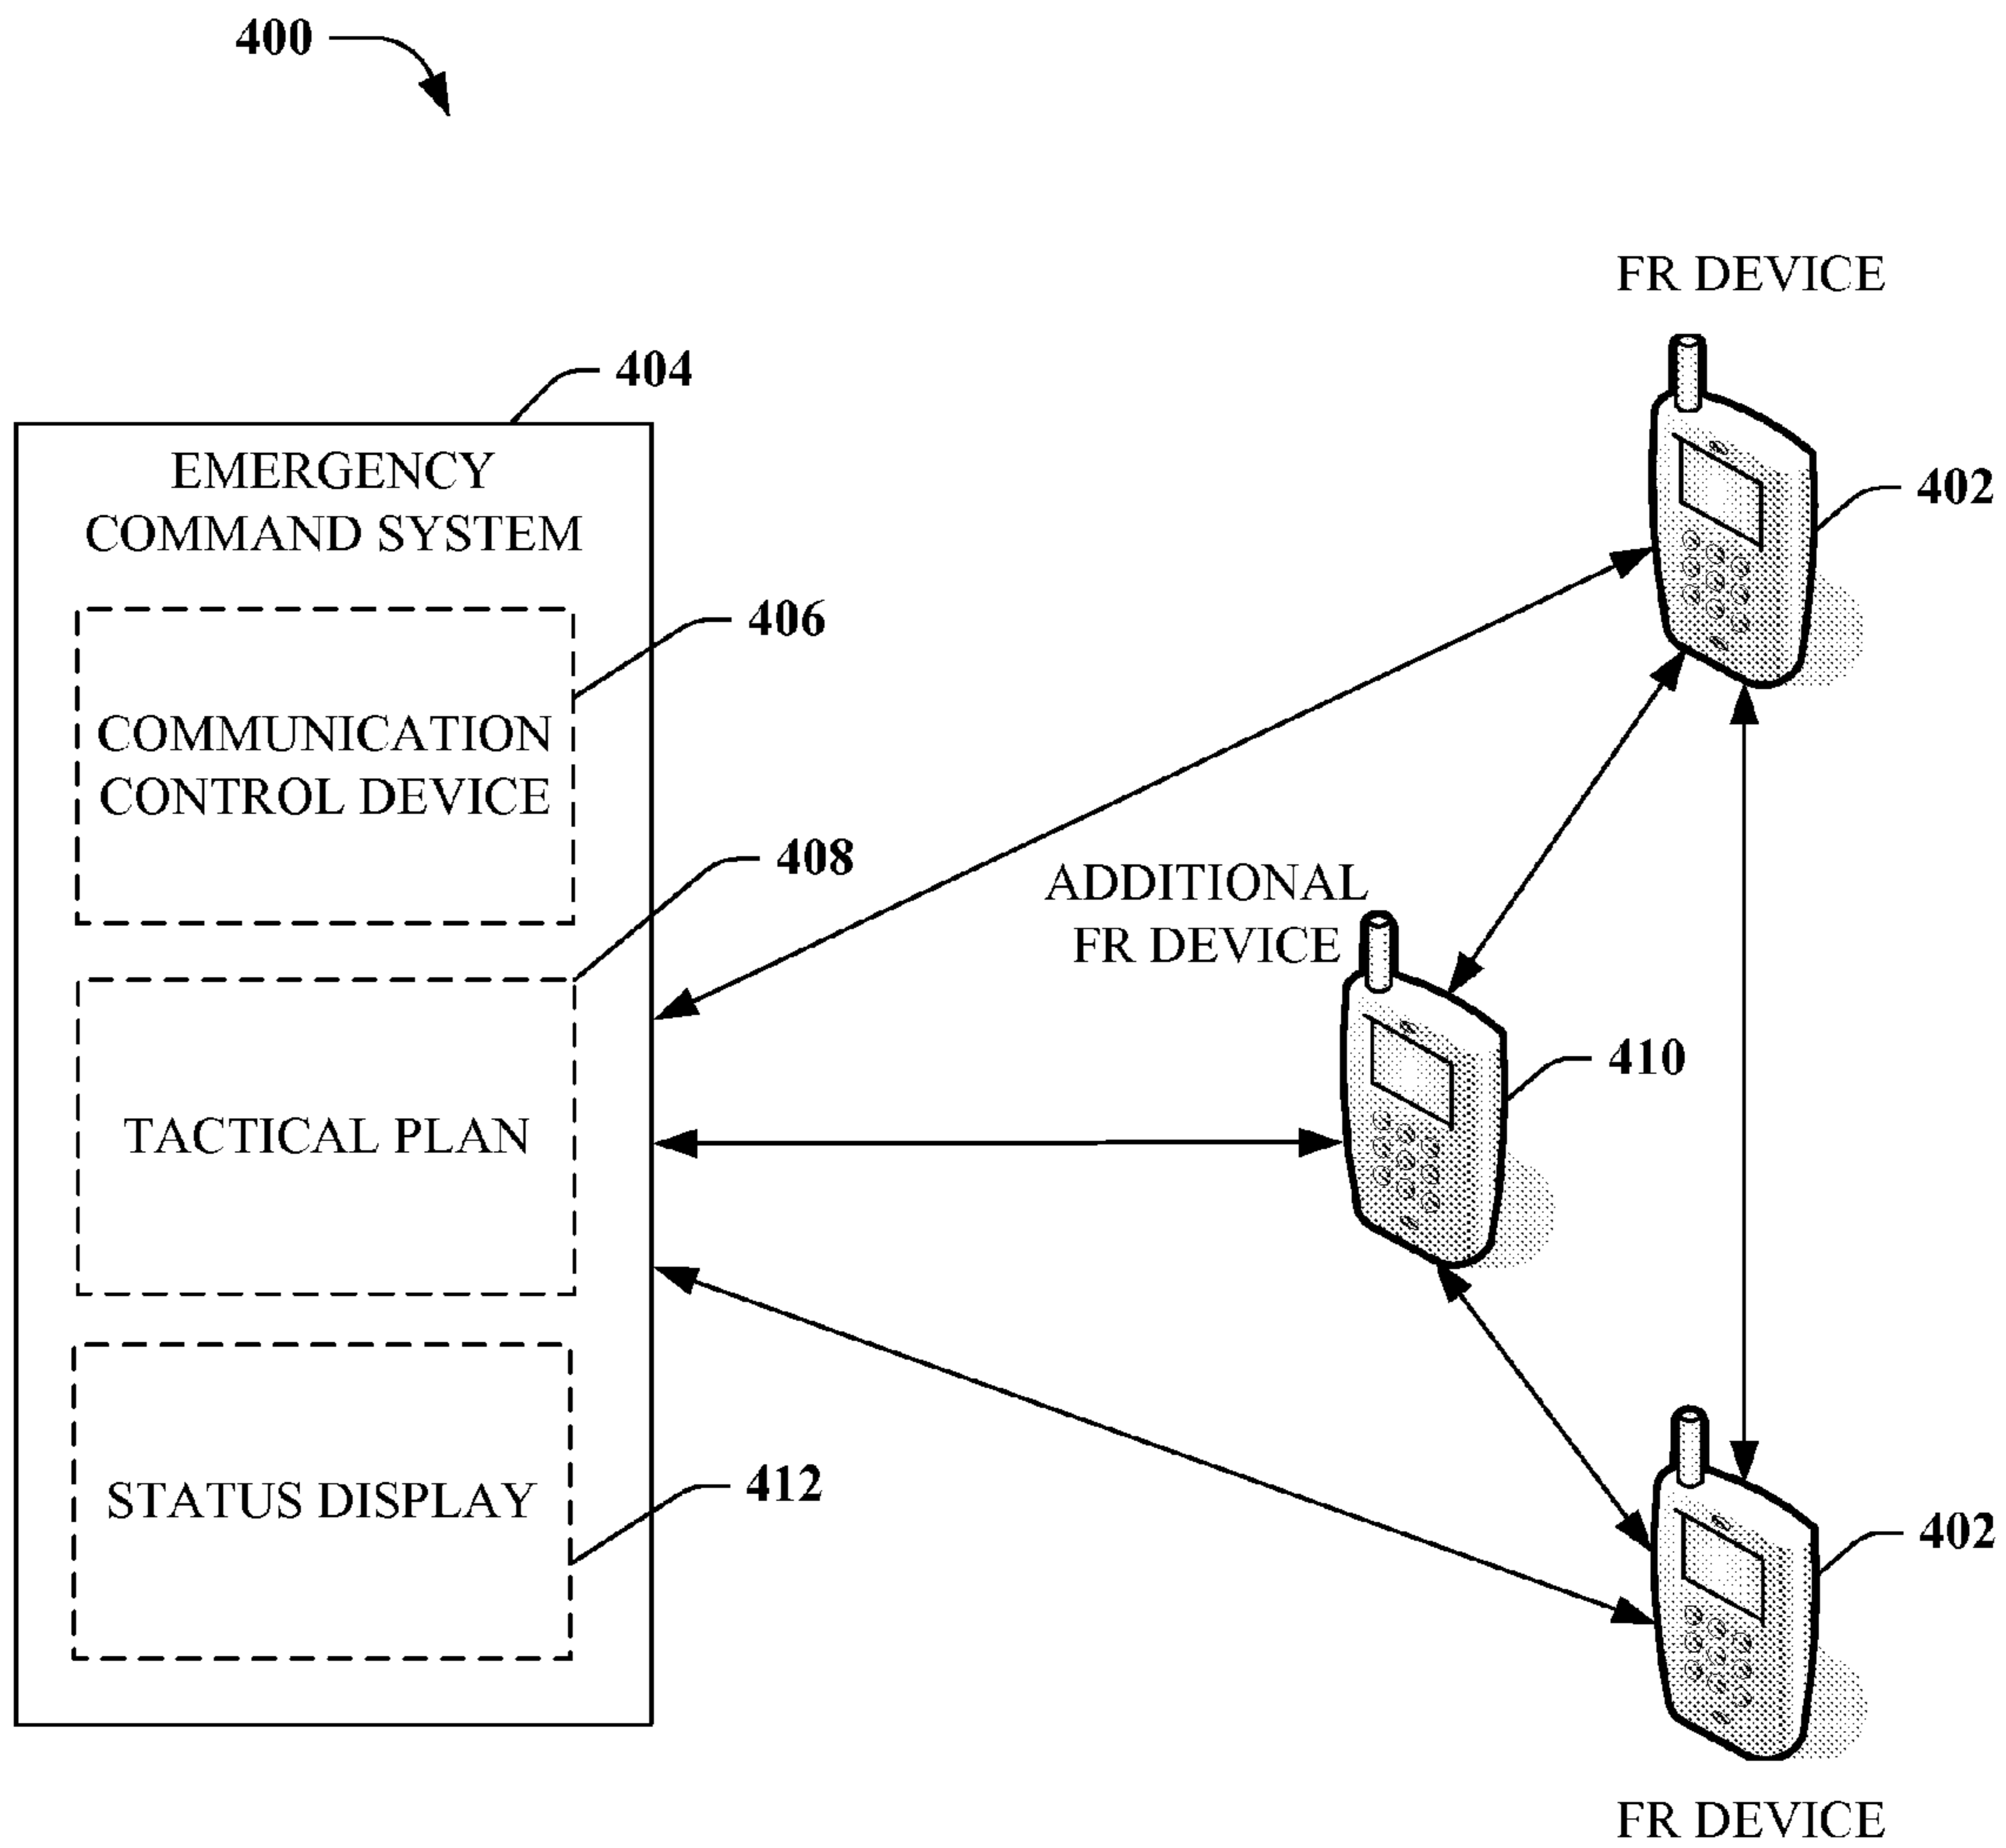 400
FR DEVICE
404
EMERGENCY
COMMAND SYSTEM
402
406
COMMUNICATION
CONTROL DEVICE
408
ADDITIONAL
FR DEVICE
410
TACTICAL PLAN
412
STATUS DISPLAY
402
FR DEVICE